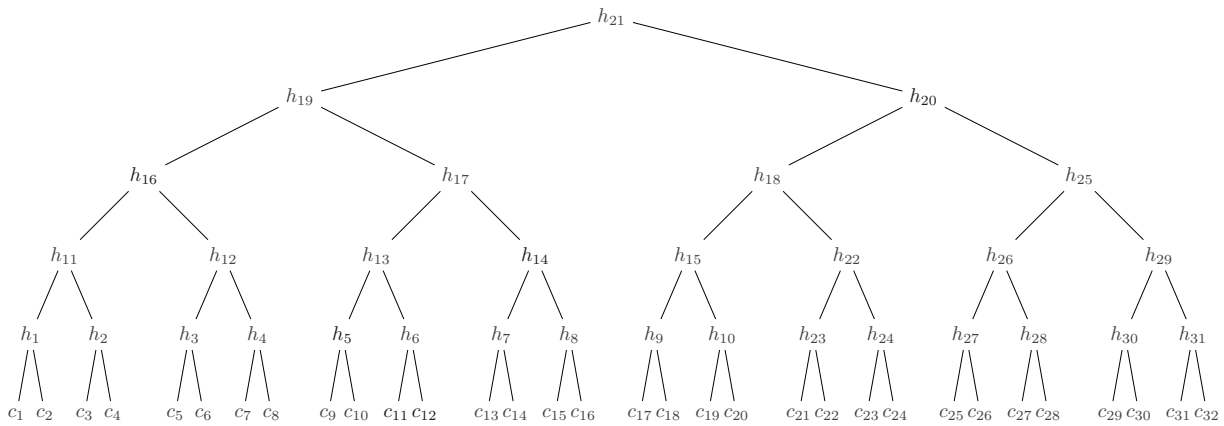 h₂₁
h₁₉ h₂₀
h₁₆ h₁₇ h₁₈ h₂₅
h₁₁ h₁₂ h₁₃ h₁₄ h₁₅ h₂₂ h₂₆ h₂₉
h₁ h₂ h₃ h₄ h₅ h₆ h₇ h₈ h₉ h₁₀ h₂₃ h₂₄ h₂₇ h₂₈ h₃₀ h₃₁
c₁ c₂ c₃ c₄ c₅ c₆ c₇ c₈ c₉ c₁₀ c₁₁ c₁₂ c₁₃ c₁₄ c₁₅ c₁₆ c₁₇ c₁₈ c₁₉ c₂₀ c₂₁ c₂₂ c₂₃ c₂₄ c₂₅ c₂₆ c₂₇ c₂₈ c₂₉ c₃₀ c₃₁ c₃₂